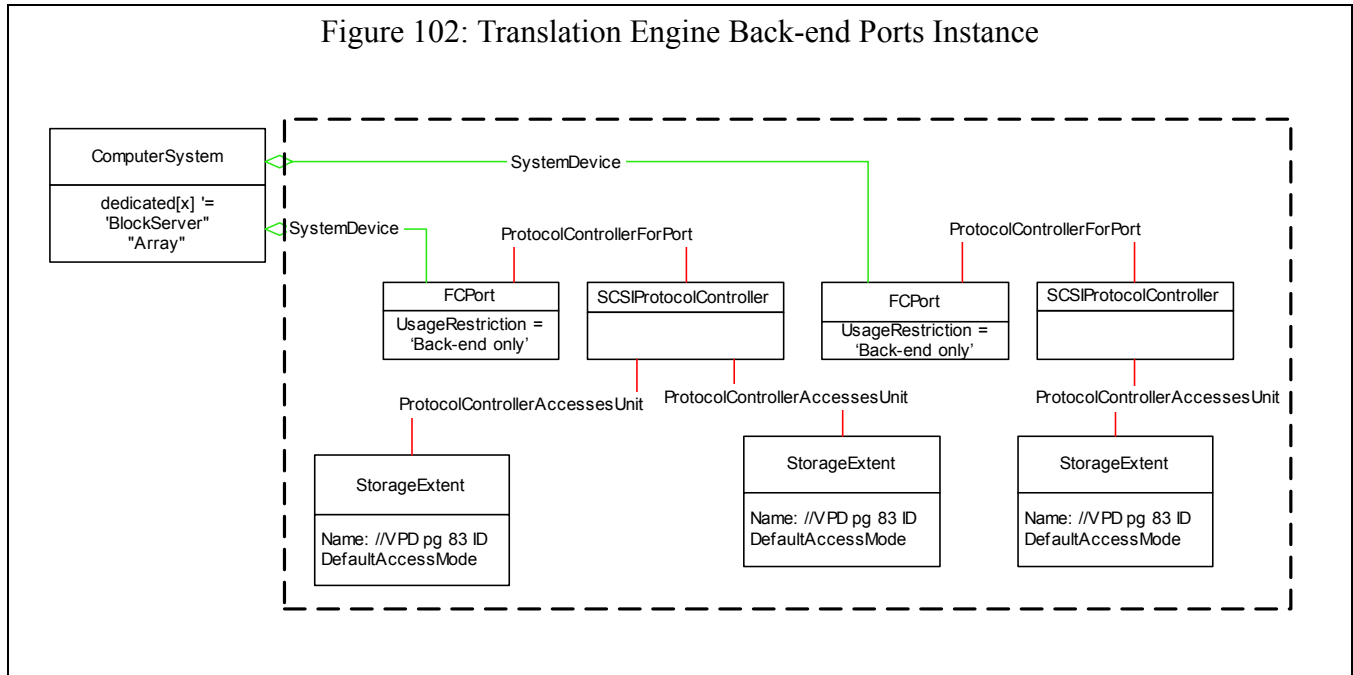 Figure 102: Translation Engine Back-end Ports Instance
ComputerSystem
dedicated[x] '=
'BlockServer"
"Array"
SystemDevice
SystemDevice
ProtocolControllerForPort
ProtocolControllerForPort
FCPort
UsageRestriction =
‘Back-end only’
SCSIProtocolController
FCPort
UsageRestriction =
‘Back-end only’
SCSIProtocolController
ProtocolControllerAccessesUnit
ProtocolControllerAccessesUnit
ProtocolControllerAccessesUnit
StorageExtent
Name: //VPD pg 83 ID
DefaultAccessMode
StorageExtent
Name: //VPD pg 83 ID
DefaultAccessMode
StorageExtent
Name: //VPD pg 83 ID
DefaultAccessMode